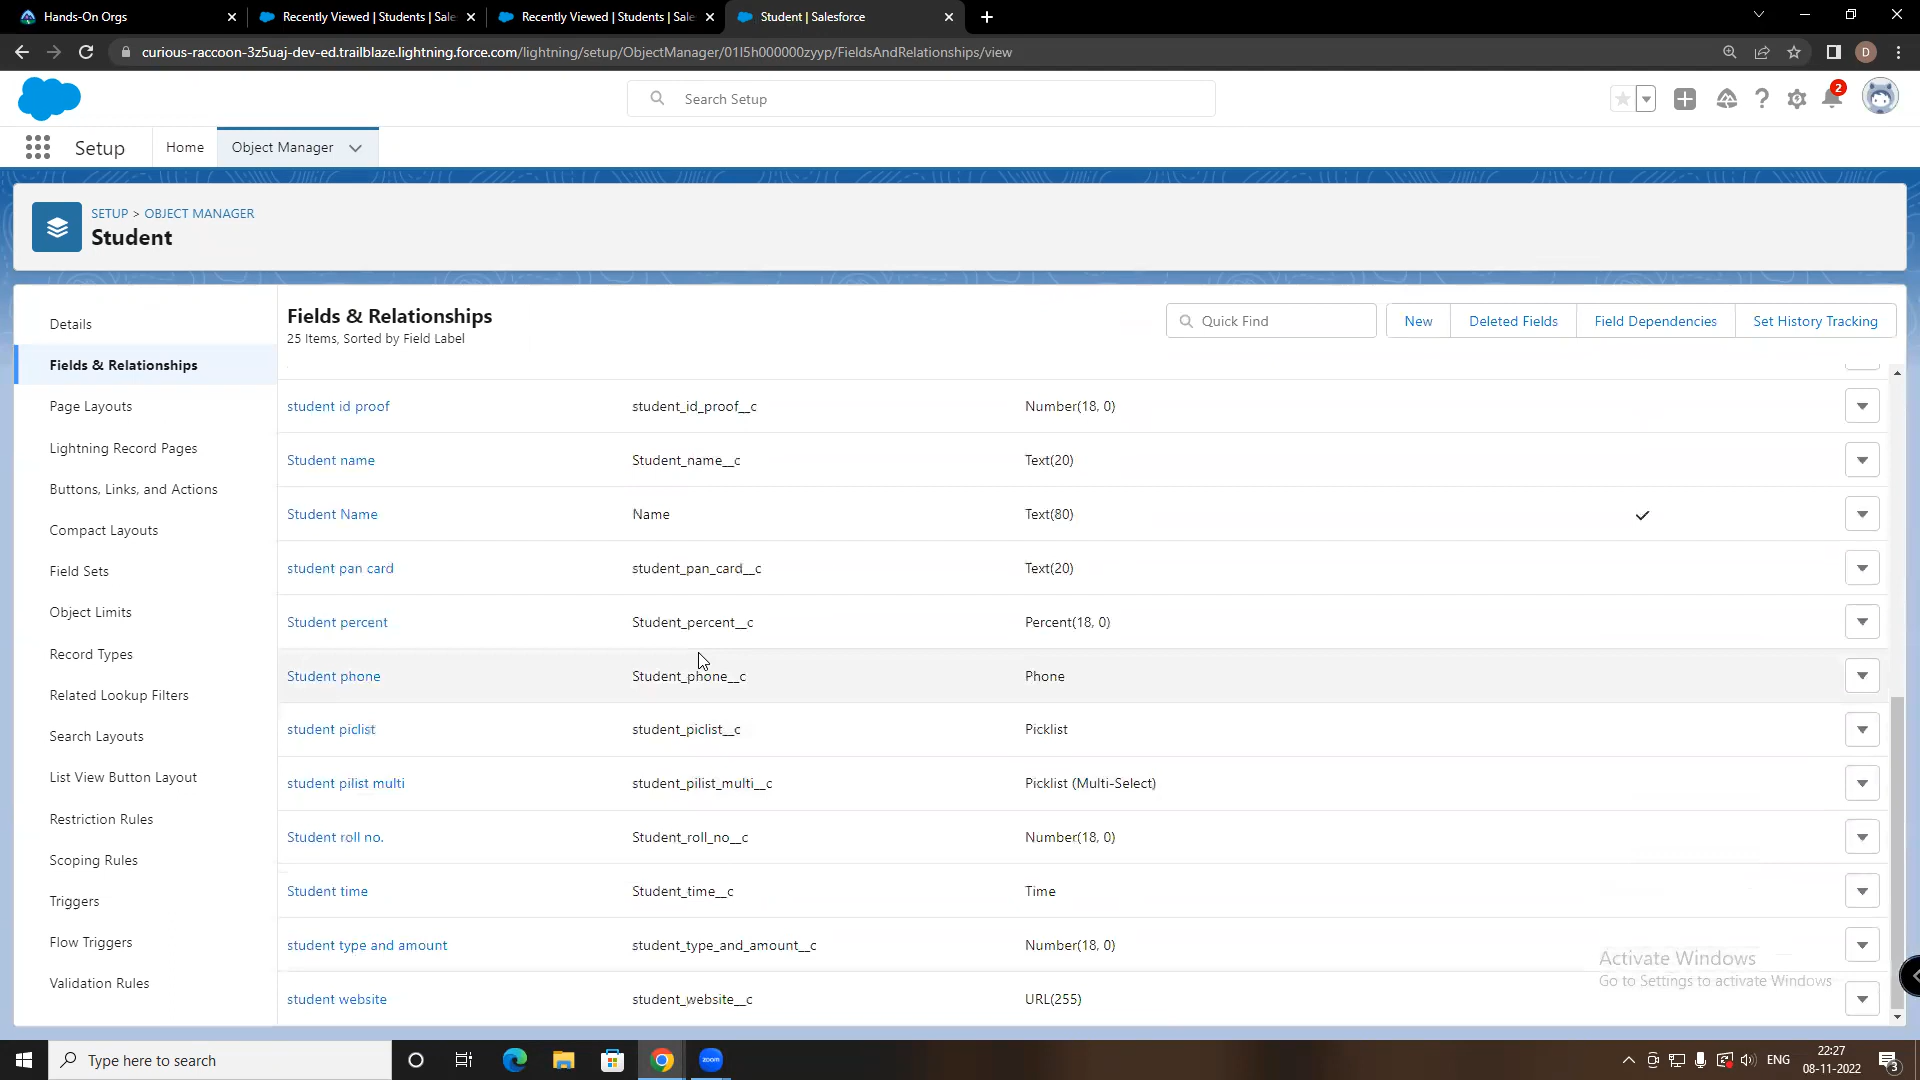 Hands-On Orgs
Recently Viewed | Students | Sale
Recently Viewed | Students | Sale
Student | Salesforce
curious-raccoon-3z5uaj-dev-ed.trailblaze.lightning.force.com/lightning/setup/ObjectManager/01I5h000000zyyp/FieldsAndRelationships/view
D
Search Setup
2
Setup
Home
Object Manager
SETUP > OBJECT MANAGER
Student
Details
Fields & Relationships
Page Layouts
Lightning Record Pages
Buttons, Links, and Actions
Compact Layouts
Field Sets
Object Limits
Record Types
Related Lookup Filters
Search Layouts
List View Button Layout
Restriction Rules
Scoping Rules
Triggers
Flow Triggers
Validation Rules
Fields & Relationships
25 Items, Sorted by Field Label
Quick Find
New
Deleted Fields
Field Dependencies
Set History Tracking
student id proof student_id_proof__c Number(18, 0)
Student name Student_name__c Text(20)
Student Name Name Text(80)
student pan card student_pan_card__c Text(20)
Student percent Student_percent__c Percent(18, 0)
Student phone Student_phone__c Phone
student piclist student_piclist__c Picklist
student pilist multi student_pilist_multi__c Picklist (Multi-Select)
Student roll no. Student_roll_no__c Number(18, 0)
Student time Student_time__c Time
student type and amount student_type_and_amount__c Number(18, 0)
student website student_website__c URL(255)
Activate Windows
Go to Settings to activate Windows
Type here to search
zoom
ENG
22:27
08-11-2022
3